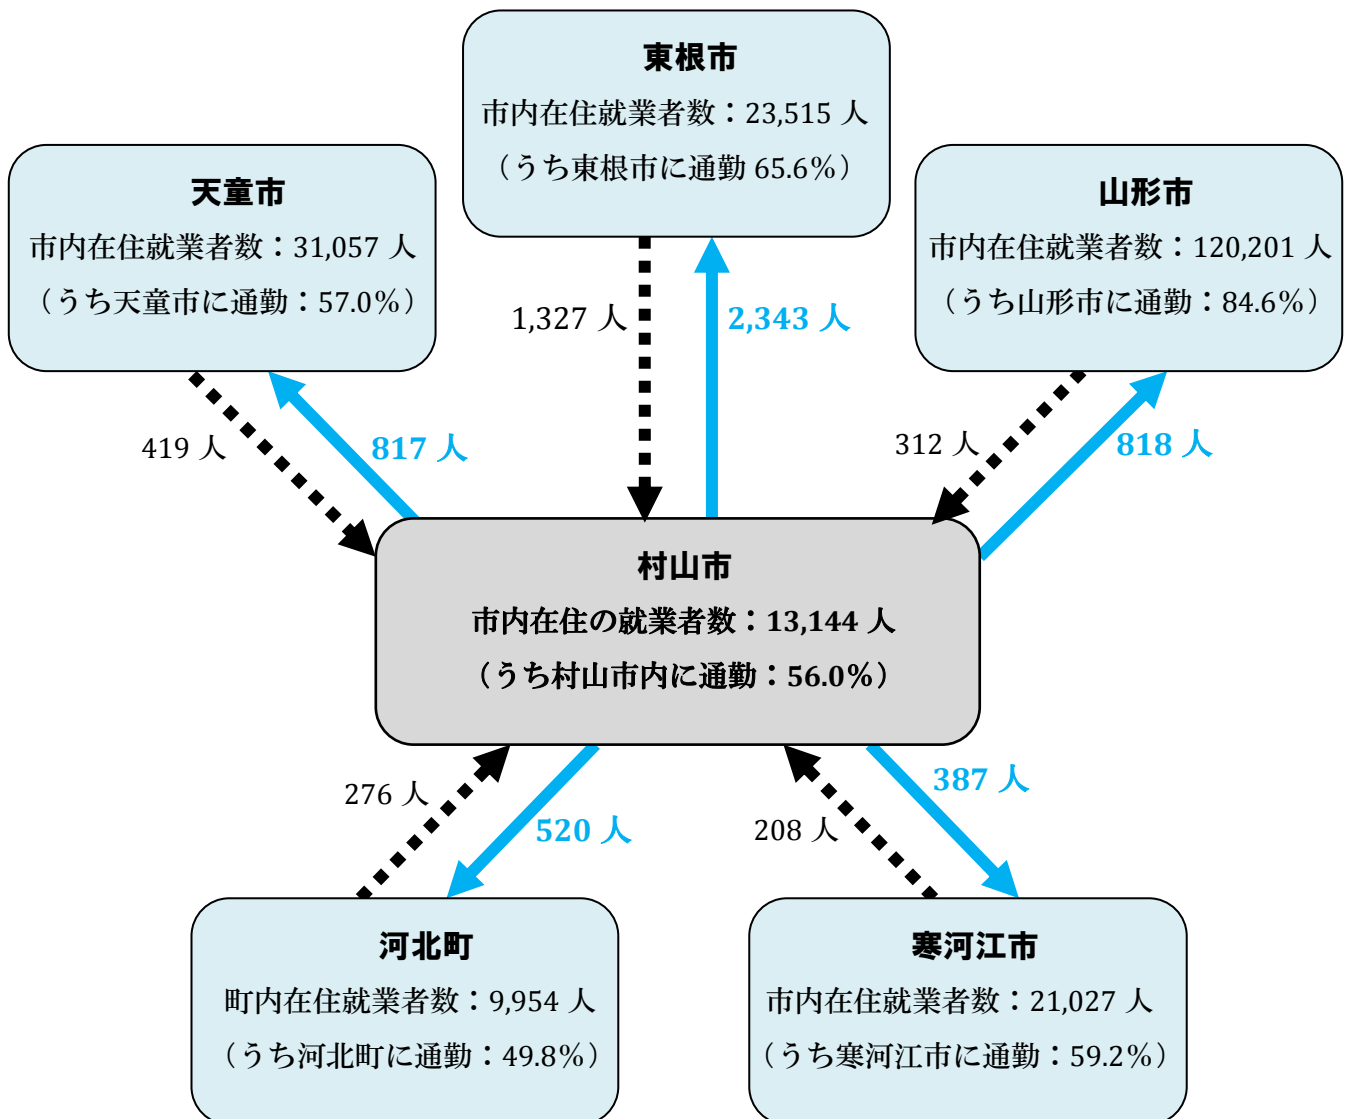 東根市
市内在住就業者数：23,515 人
（うち東根市に通勤 65.6％）
天童市
市内在住就業者数：31,057 人
（うち天童市に通勤：57.0％）
山形市
市内在住就業者数：120,201 人
（うち山形市に通勤：84.6％）
1,327 人
2,343 人
419 人
817 人
312 人
818 人
村山市
市内在住の就業者数：13,144 人
（うち村山市内に通勤：56.0％）
276 人
520 人
208 人
387 人
河北町
町内在住就業者数：9,954 人
（うち河北町に通勤：49.8％）
寒河江市
市内在住就業者数：21,027 人
（うち寒河江市に通勤：59.2％）